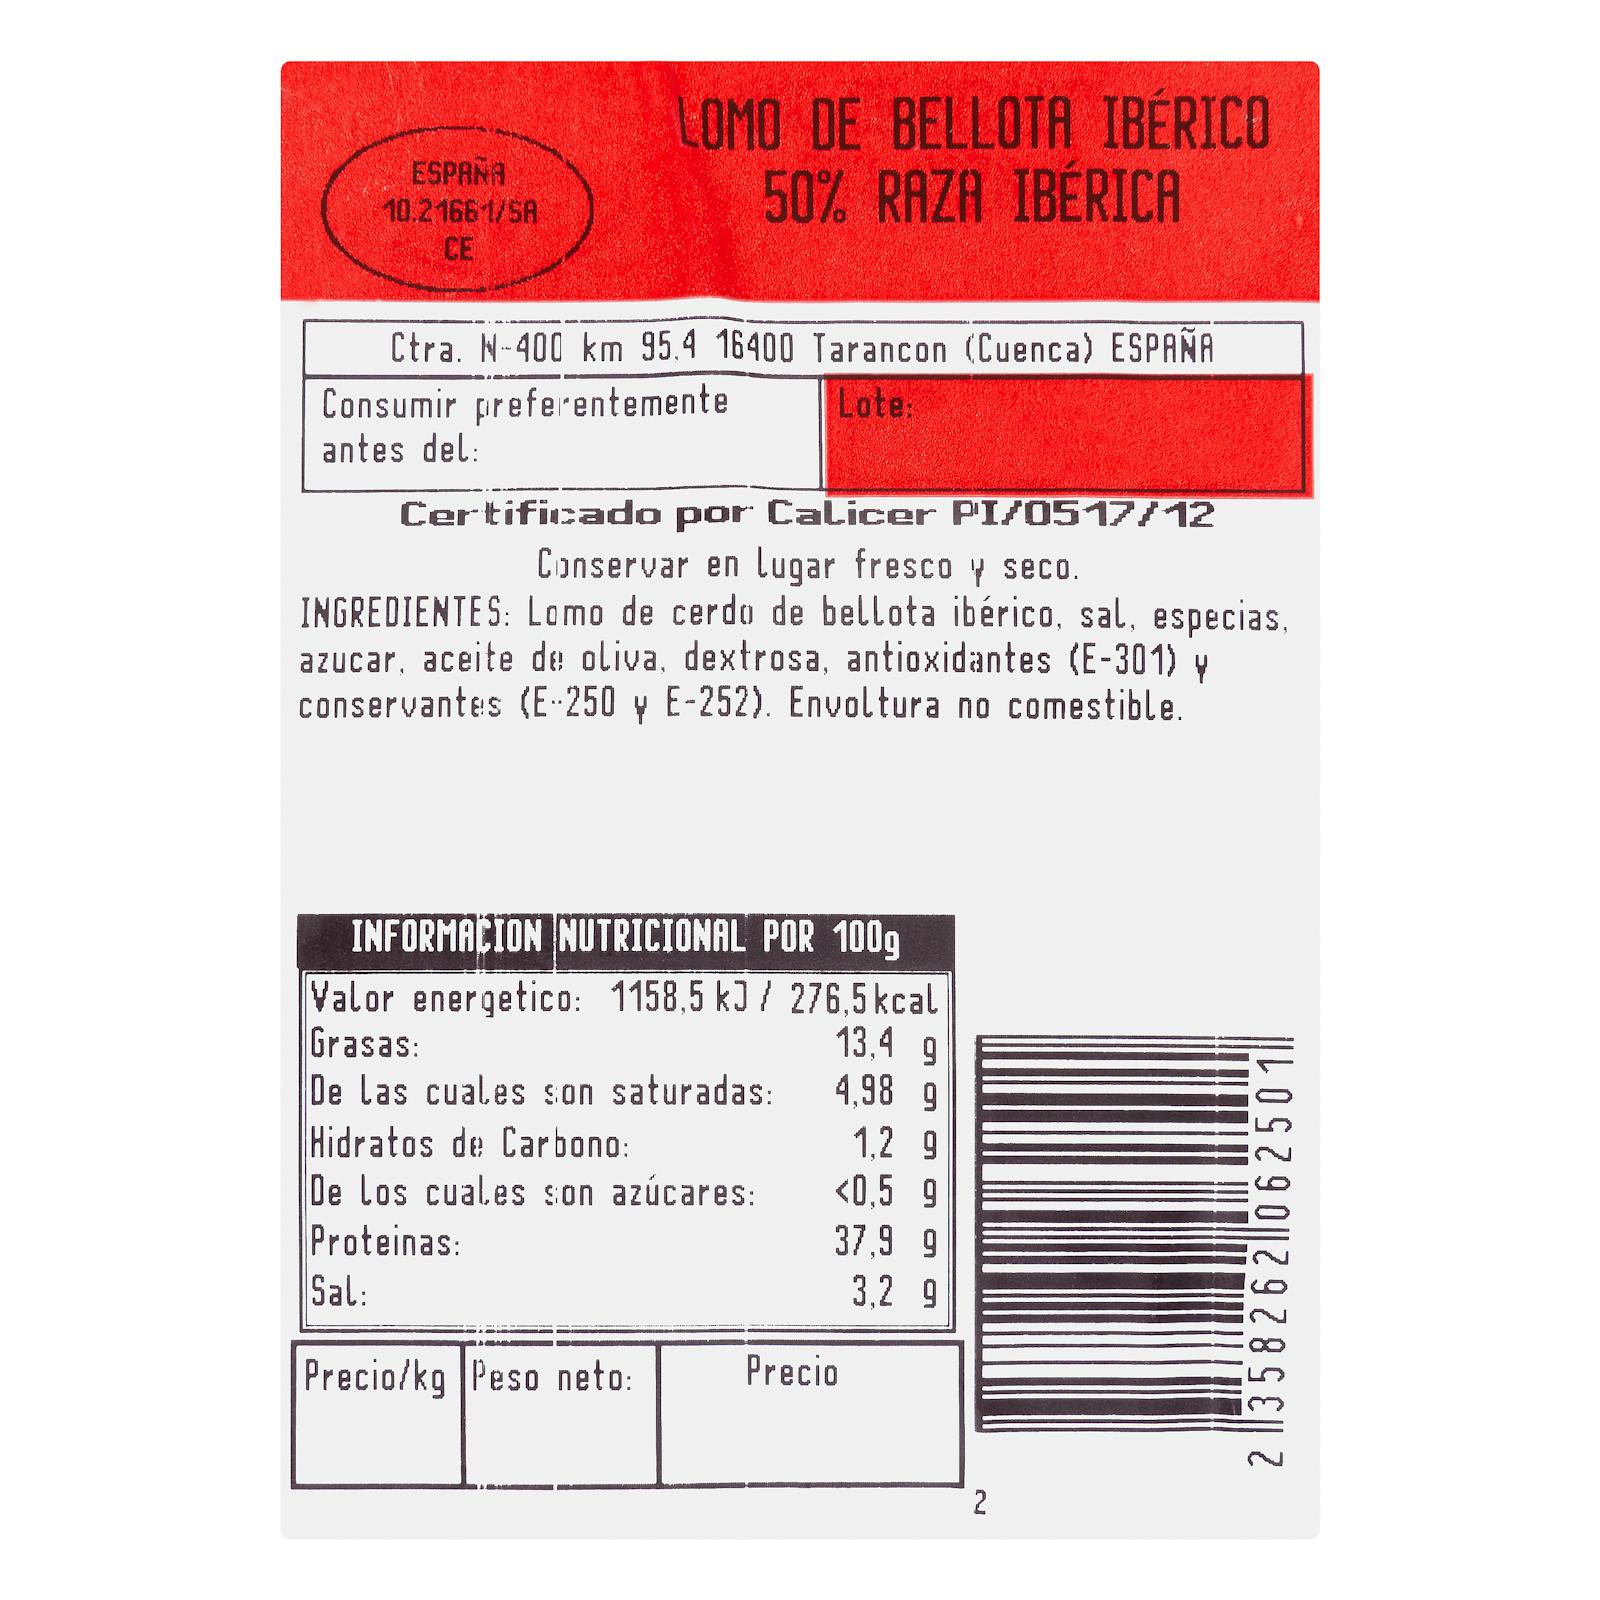 LOMO DE BELLOTA IBÉRICO
50% RAZA IBÉRICA
ESPAÑA
10.21661/SA
CE
Ctra. N-400 km 95,4 16400 Tarancon (Cuenca) ESPAÑA
Consumir preferentemente
antes del:
Lote:
Certificado por Calicer PI/0517/12
Conservar en lugar fresco y seco.
INGREDIENTES: Lomo de cerdo de bellota ibérico, sal, especias,
azucar, aceite de oliva, dextrosa, antioxidantes (E-301) y
conservantes (E-250 y E-252). Envoltura no comestible.
INFORMACION NUTRICIONAL POR 100g
Valor energetico: 1158,5 kJ / 276,5 kcal
Grasas: 13,4 g
De las cuales son saturadas: 4,98 g
Hidratos de Carbono: 1,2 g
De los cuales son azúcares: <0,5 g
Proteinas: 37,9 g
Sal: 3,2 g
Precio/kg Peso neto: Precio
2 358262 062501
2